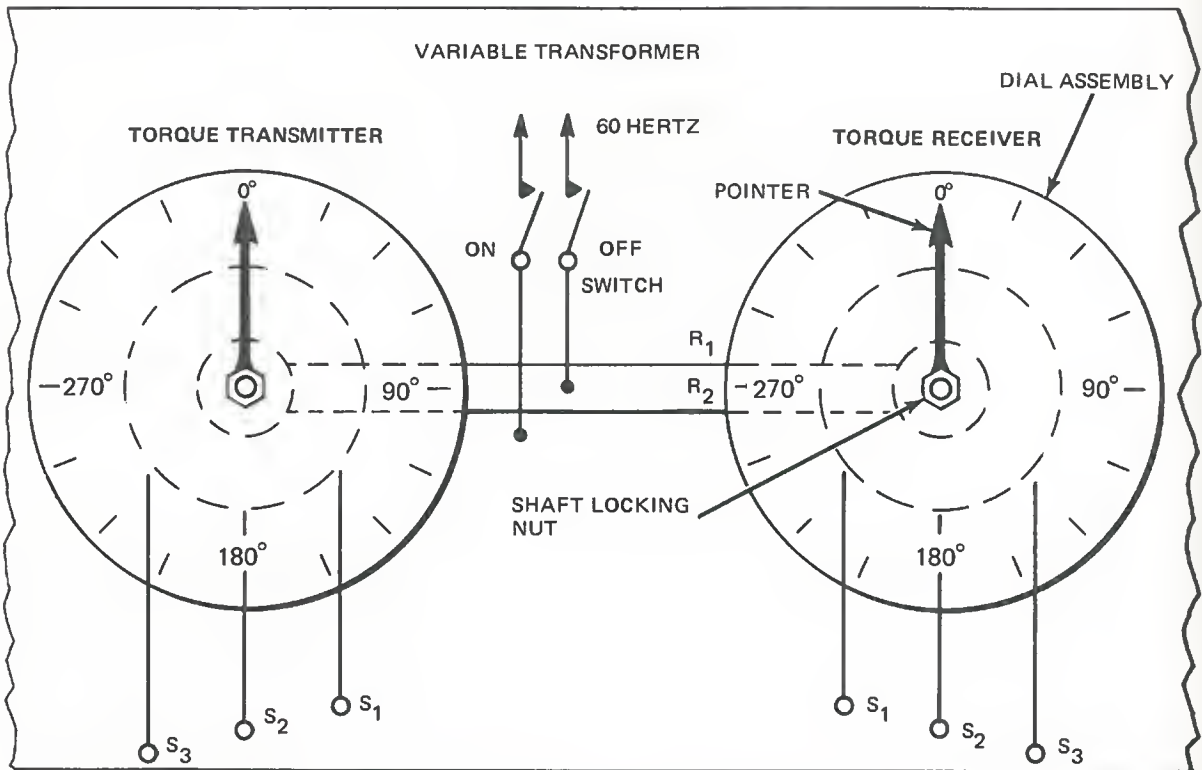 VARIABLE TRANSFORMER
DIAL ASSEMBLY
60 HERTZ
TORQUE TRANSMITTER
TORQUE RECEIVER
0°
0°
POINTER
ON
OFF
SWITCH
R1
R2
—270°
90°—
-270°
90°—
SHAFT LOCKING
NUT
180°
180°
S1
S2
S3
S1
S2
S3